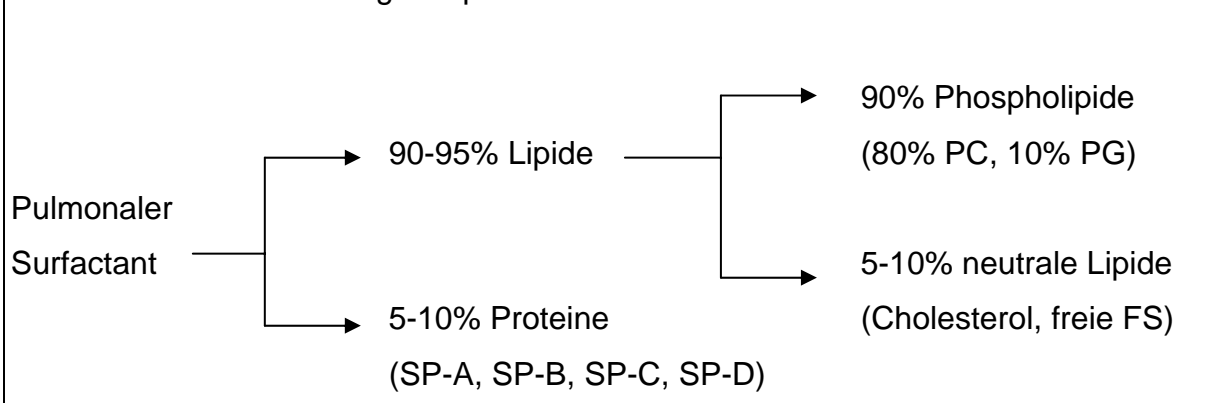 Pulmonaler
Surfactant
90-95% Lipide
5-10% Proteine
(SP-A, SP-B, SP-C, SP-D)
90% Phospholipide
(80% PC, 10% PG)
5-10% neutrale Lipide
(Cholesterol, freie FS)